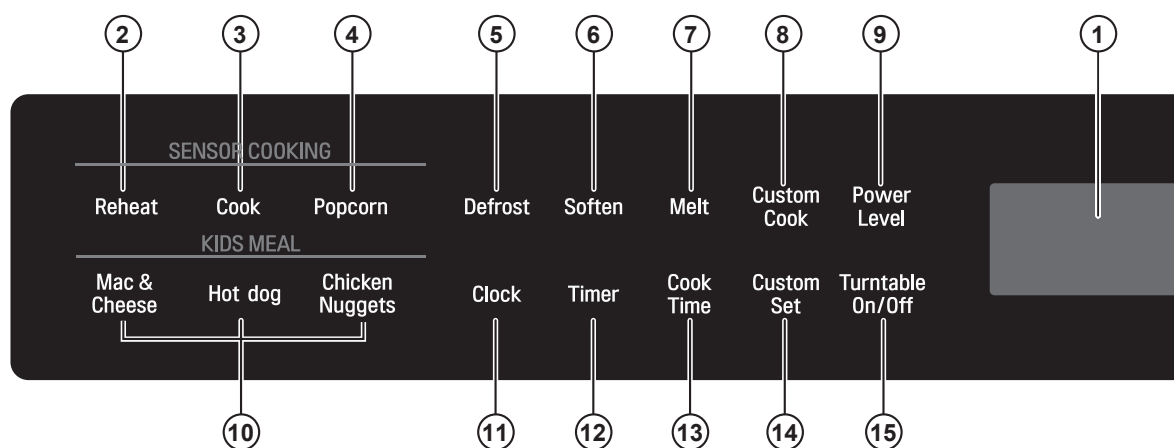 2 3 4 5 6 7 8 9 1
SENSOR COOKING
Reheat Cook Popcorn Defrost Soften Melt Custom Cook Power Level
KIDS MEAL
Mac & Cheese Hot dog Chicken Nuggets Clock Timer Cook Time Custom Set Turntable On/Off
10 11 12 13 14 15